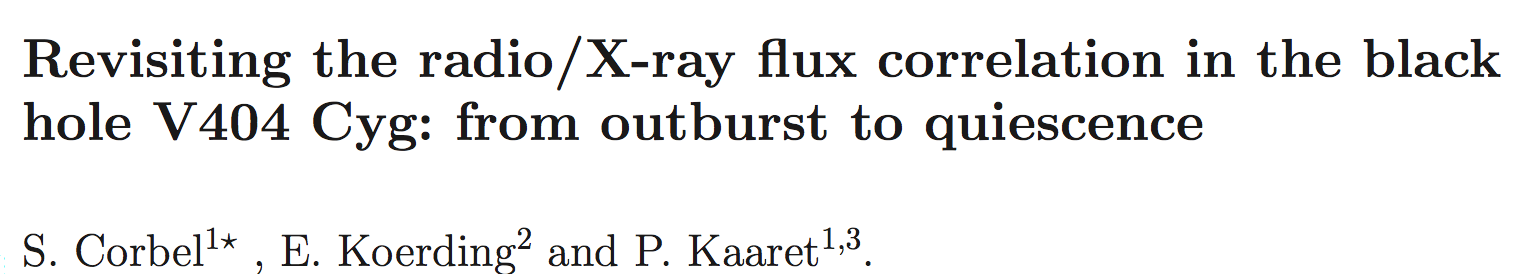 Revisiting the radio/X-ray flux correlation in the black
hole V404 Cyg: from outburst to quiescence
S. Corbel¹⋆ , E. Koerding² and P. Kaaret¹,³.